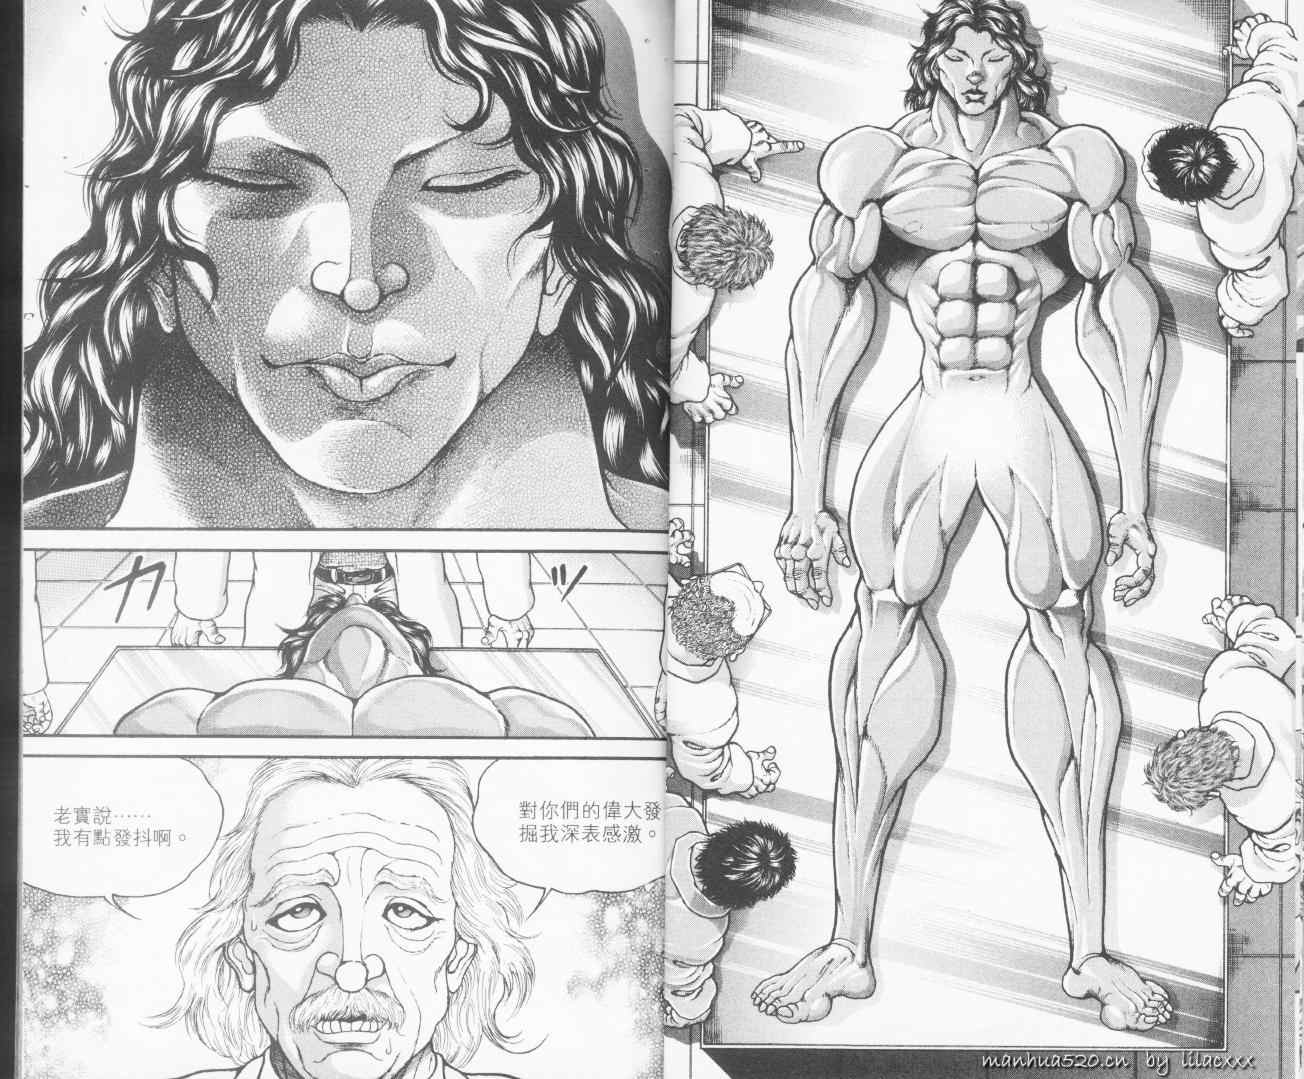 カ
ッ
對你們的偉大發
掘我深表感激。
老實說……
我有點發抖啊。
manhua520.cn by lilacxxx